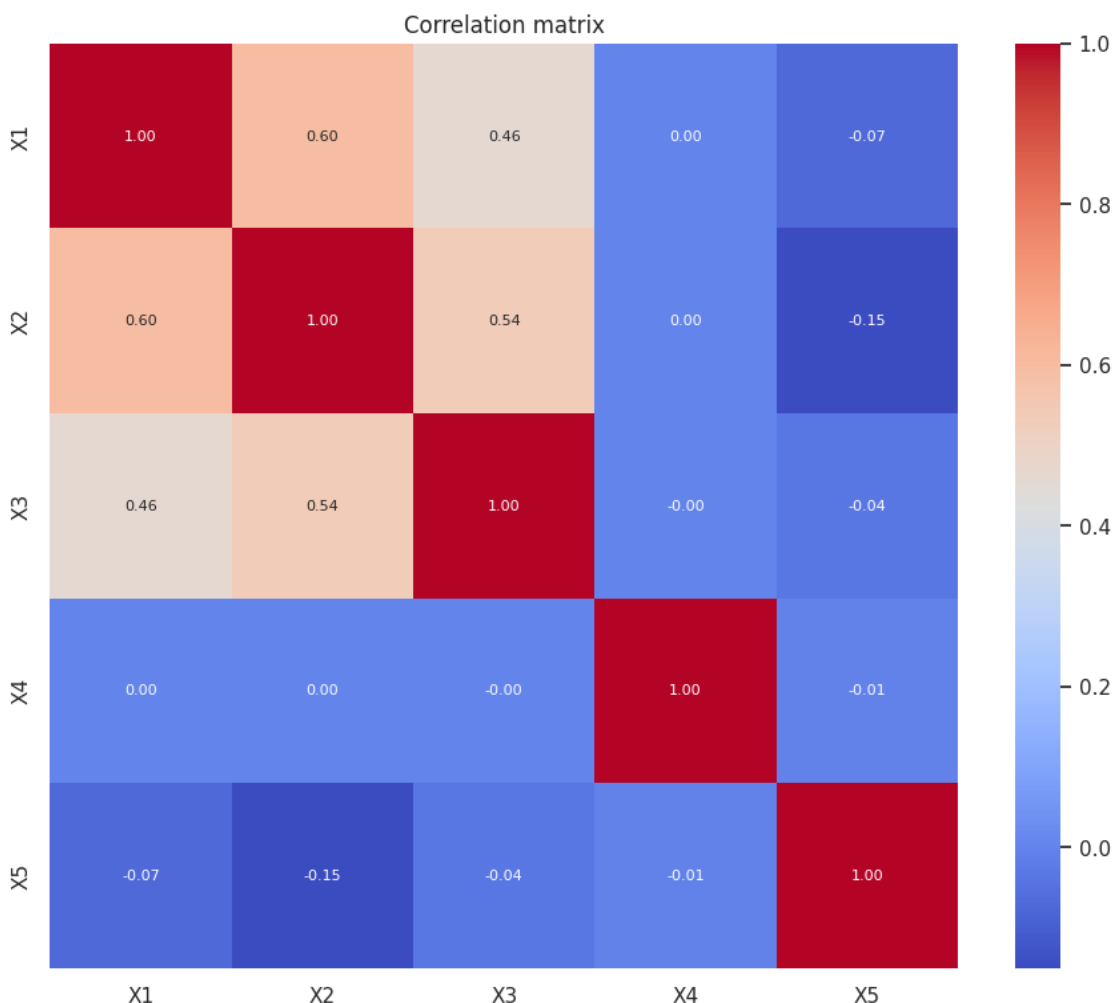 Correlation matrix
X1 1.00 0.60 0.46 0.00 -0.07
X2 0.60 1.00 0.54 0.00 -0.15
X3 0.46 0.54 1.00 -0.00 -0.04
X4 0.00 0.00 -0.00 1.00 -0.01
X5 -0.07 -0.15 -0.04 -0.01 1.00
X1 X2 X3 X4 X5
1.0
0.8
0.6
0.4
0.2
0.0